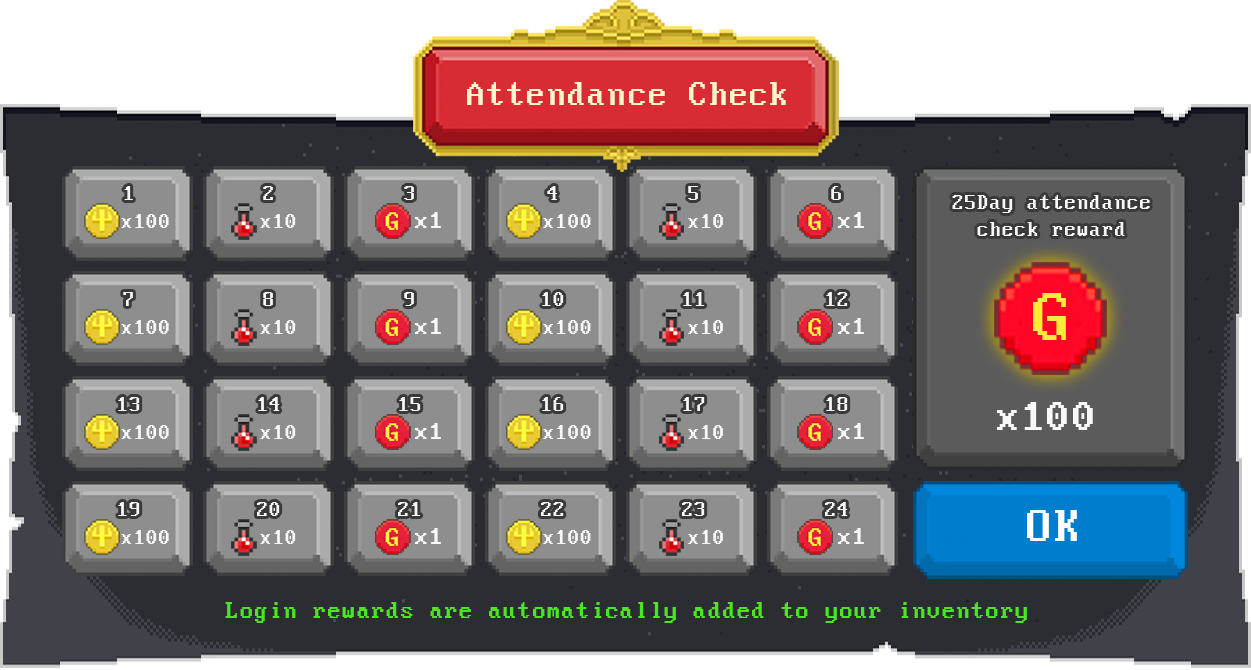 Attendance Check
1 2 3 4 5 6
x100 x10 G x1 x100 x10 G x1
25Day attendance
check reward
7 8 9 10 11 12
x100 x10 G x1 x100 x10 G x1
G
13 14 15 16 17 18
x100 x10 G x1 x100 x10 G x1
x100
19 20 21 22 23 24
x100 x10 G x1 x100 x10 G x1
OK
Login rewards are automatically added to your inventory